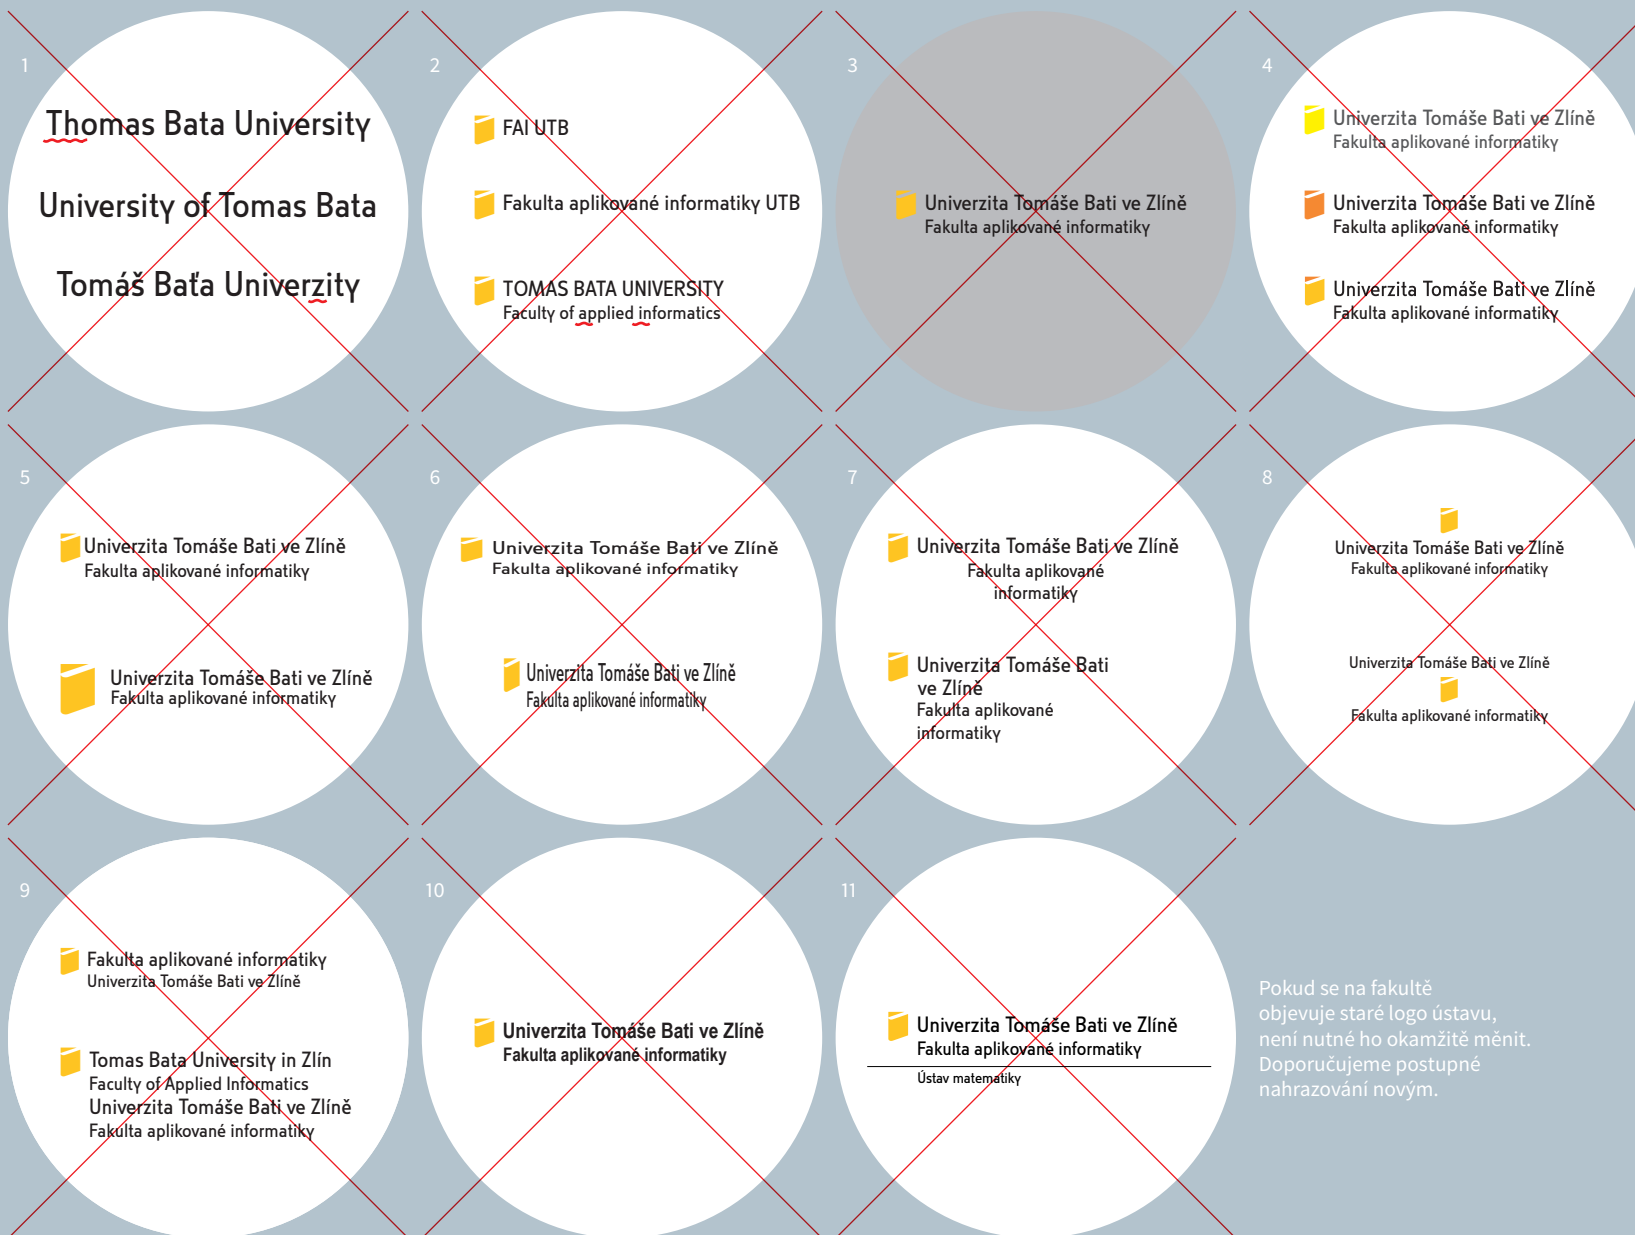 1
Thomas Bata University
University of Tomas Bata
Tomáš Baťa Univerzity
2
FAI UTB
Fakulta aplikované informatiky UTB
TOMAS BATA UNIVERSITY
Faculty of applied informatics
3
Univerzita Tomáše Bati ve Zlíně
Fakulta aplikované informatiky
4
Univerzita Tomáše Bati ve Zlíně
Fakulta aplikované informatiky
Univerzita Tomáše Bati ve Zlíně
Fakulta aplikované informatiky
Univerzita Tomáše Bati ve Zlíně
Fakulta aplikované informatiky
5
Univerzita Tomáše Bati ve Zlíně
Fakulta aplikované informatiky
Univerzita Tomáše Bati ve Zlíně
Fakulta aplikované informatiky
6
Univerzita Tomáše Bati ve Zlíně
Fakulta aplikované informatiky
Univerzita Tomáše Bati ve Zlíně
Fakulta aplikované informatiky
7
Univerzita Tomáše Bati ve Zlíně
Fakulta aplikované
informatiky
Univerzita Tomáše Bati
ve Zlíně
Fakulta aplikované
informatiky
8
Univerzita Tomáše Bati ve Zlíně
Fakulta aplikované informatiky
Univerzita Tomáše Bati ve Zlíně
Fakulta aplikované informatiky
9
Fakulta aplikované informatiky
Univerzita Tomáše Bati ve Zlíně
Tomas Bata University in Zlín
Faculty of Applied Informatics
Univerzita Tomáše Bati ve Zlíně
Fakulta aplikované informatiky
10
Univerzita Tomáše Bati ve Zlíně
Fakulta aplikované informatiky
11
Univerzita Tomáše Bati ve Zlíně
Fakulta aplikované informatiky
Ústav matematiky
Pokud se na fakultě
objevuje staré logo ústavu,
není nutné ho okamžitě měnit.
Doporučujeme postupné
nahrazování novým.